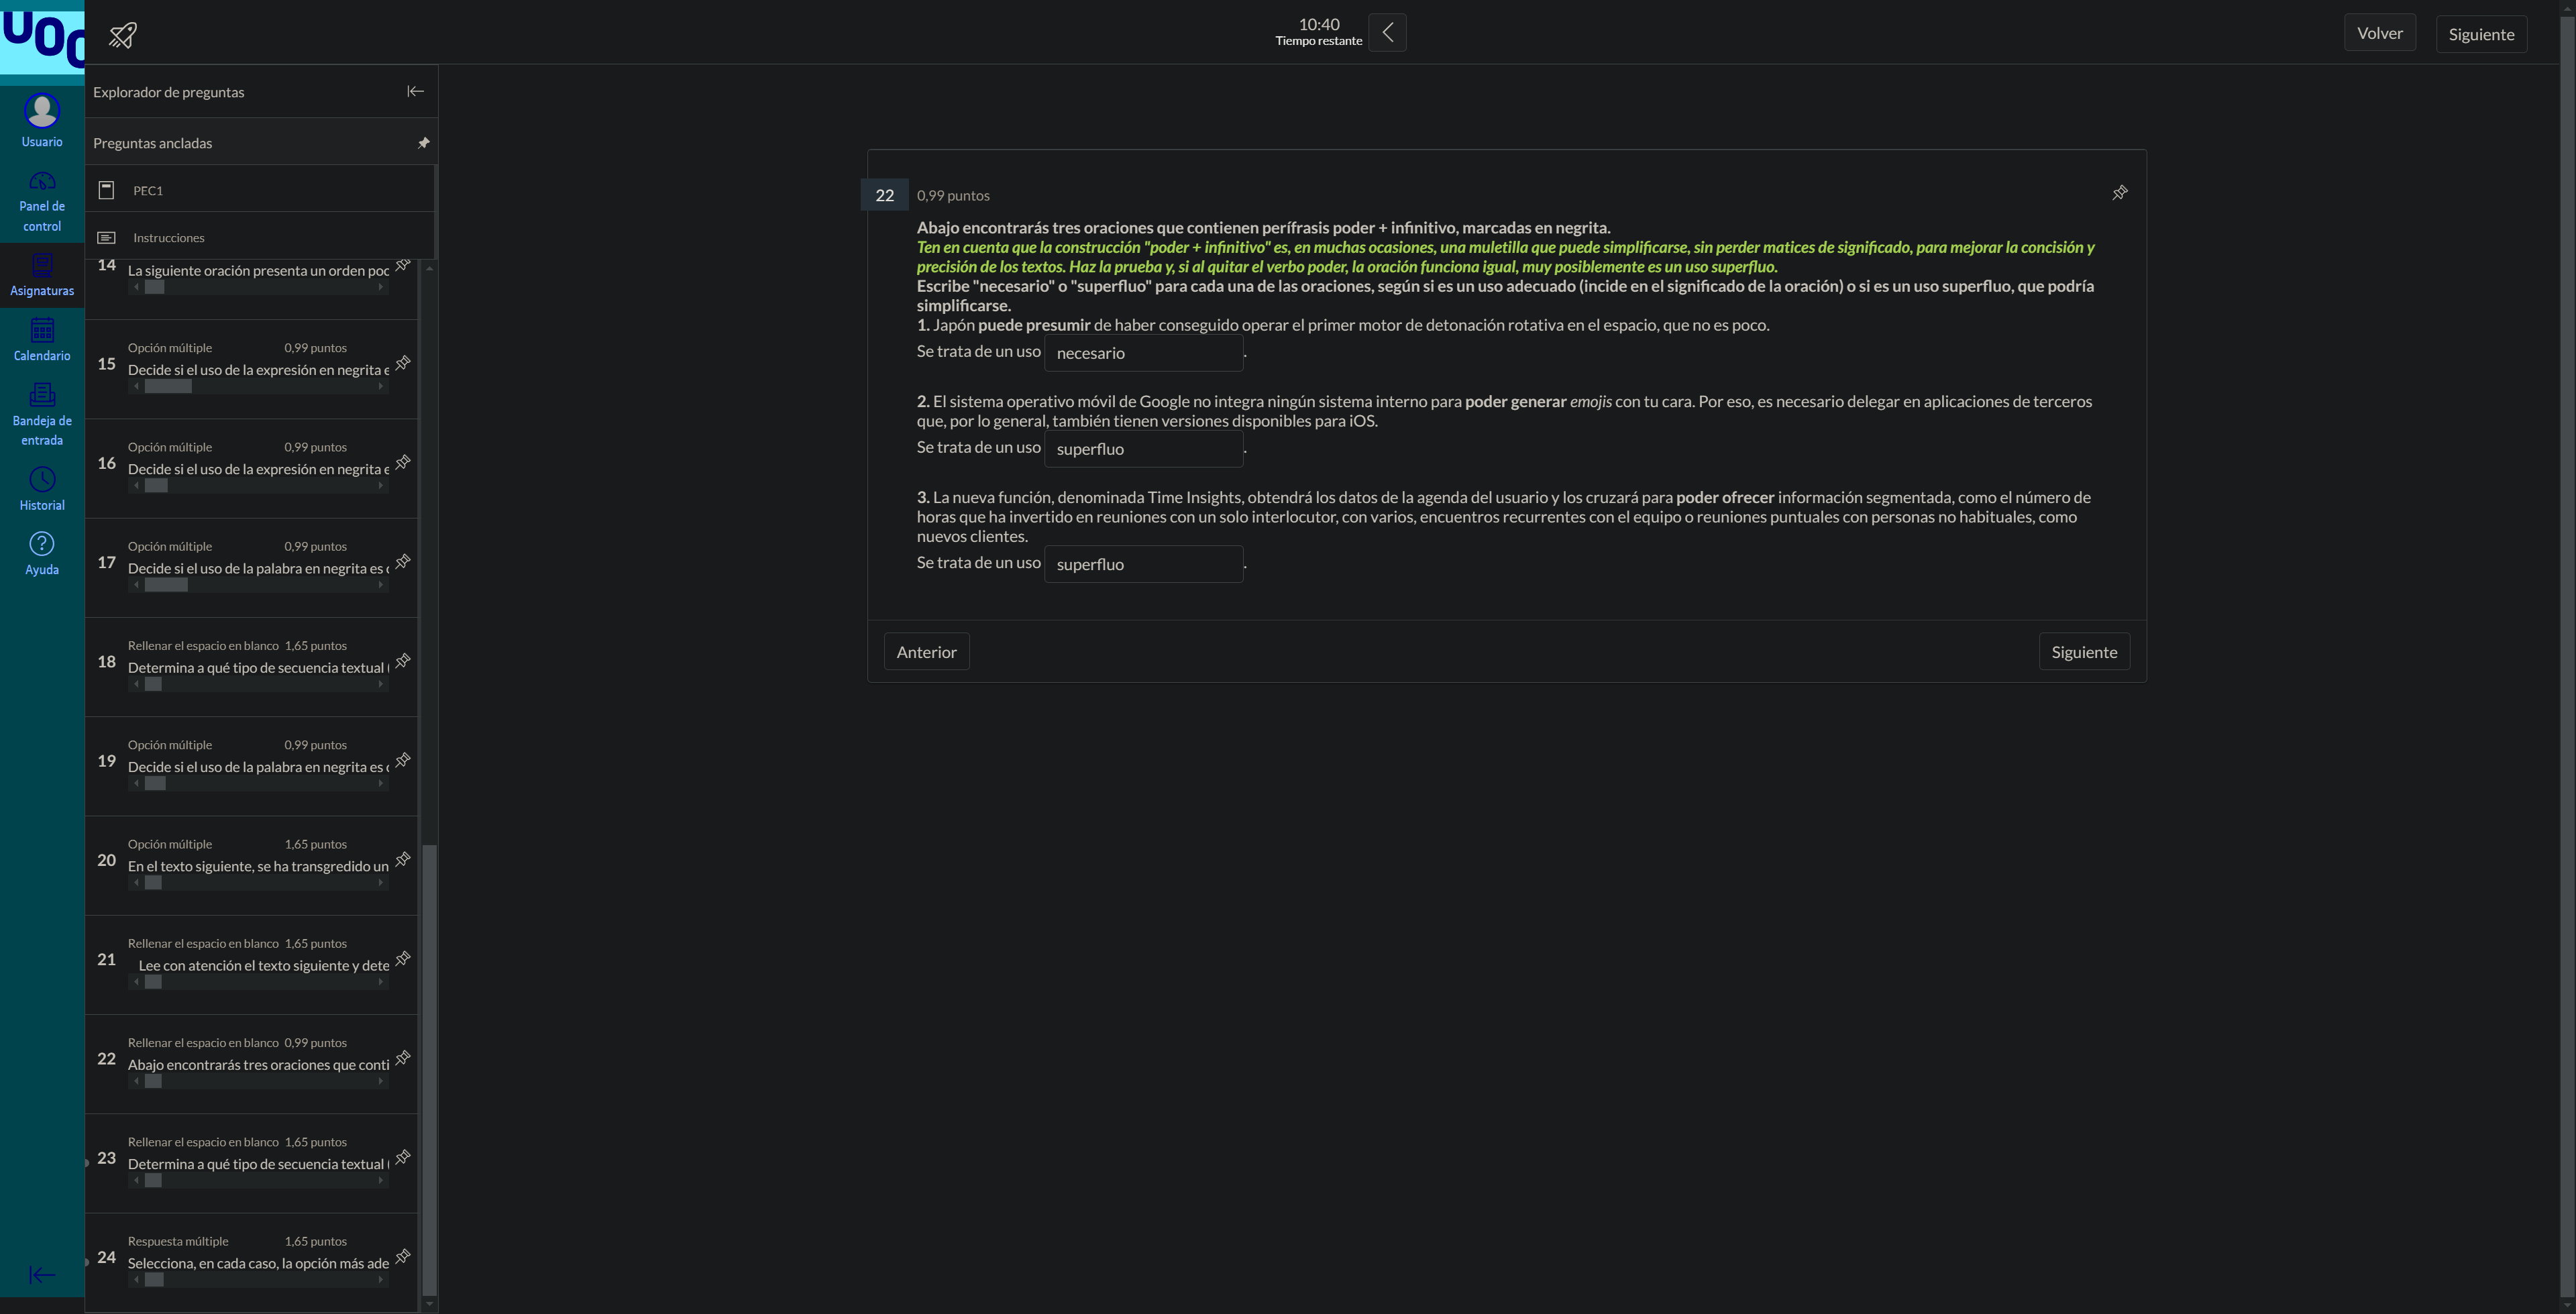 UOC
Usuario
Panel de
control
Asignaturas
Calendario
Bandeja de
entrada
Historial
Ayuda
10:40
Tiempo restante
Volver
Siguiente
Explorador de preguntas
Preguntas ancladas
PEC1
Instrucciones
14
La siguiente oración presenta un orden poc
Opción múltiple 0,99 puntos
15
Decide si el uso de la expresión en negrita e
Opción múltiple 0,99 puntos
16
Decide si el uso de la expresión en negrita e
Opción múltiple 0,99 puntos
17
Decide si el uso de la palabra en negrita es c
Rellenar el espacio en blanco 1,65 puntos
18
Determina a qué tipo de secuencia textual (
Opción múltiple 0,99 puntos
19
Decide si el uso de la palabra en negrita es c
Opción múltiple 1,65 puntos
20
En el texto siguiente, se ha transgredido un
Rellenar el espacio en blanco 1,65 puntos
21
Lee con atención el texto siguiente y dete
Rellenar el espacio en blanco 0,99 puntos
22
Abajo encontrarás tres oraciones que conti
Rellenar el espacio en blanco 1,65 puntos
23
Determina a qué tipo de secuencia textual (
Respuesta múltiple 1,65 puntos
24
Selecciona, en cada caso, la opción más ade
22 0,99 puntos
Abajo encontrarás tres oraciones que contienen perífrasis poder + infinitivo, marcadas en negrita.
Ten en cuenta que la construcción "poder + infinitivo" es, en muchas ocasiones, una muletilla que puede simplificarse, sin perder matices de significado, para mejorar la concisión y
precisión de los textos. Haz la prueba y, si al quitar el verbo poder, la oración funciona igual, muy posiblemente es un uso superfluo.
Escribe "necesario" o "superfluo" para cada una de las oraciones, según si es un uso adecuado (incide en el significado de la oración) o si es un uso superfluo, que podría
simplificarse.
1. Japón puede presumir de haber conseguido operar el primer motor de detonación rotativa en el espacio, que no es poco.
Se trata de un uso necesario.
2. El sistema operativo móvil de Google no integra ningún sistema interno para poder generar emojis con tu cara. Por eso, es necesario delegar en aplicaciones de terceros
que, por lo general, también tienen versiones disponibles para iOS.
Se trata de un uso superfluo.
3. La nueva función, denominada Time Insights, obtendrá los datos de la agenda del usuario y los cruzará para poder ofrecer información segmentada, como el número de
horas que ha invertido en reuniones con un solo interlocutor, con varios, encuentros recurrentes con el equipo o reuniones puntuales con personas no habituales, como
nuevos clientes.
Se trata de un uso superfluo.
Anterior
Siguiente